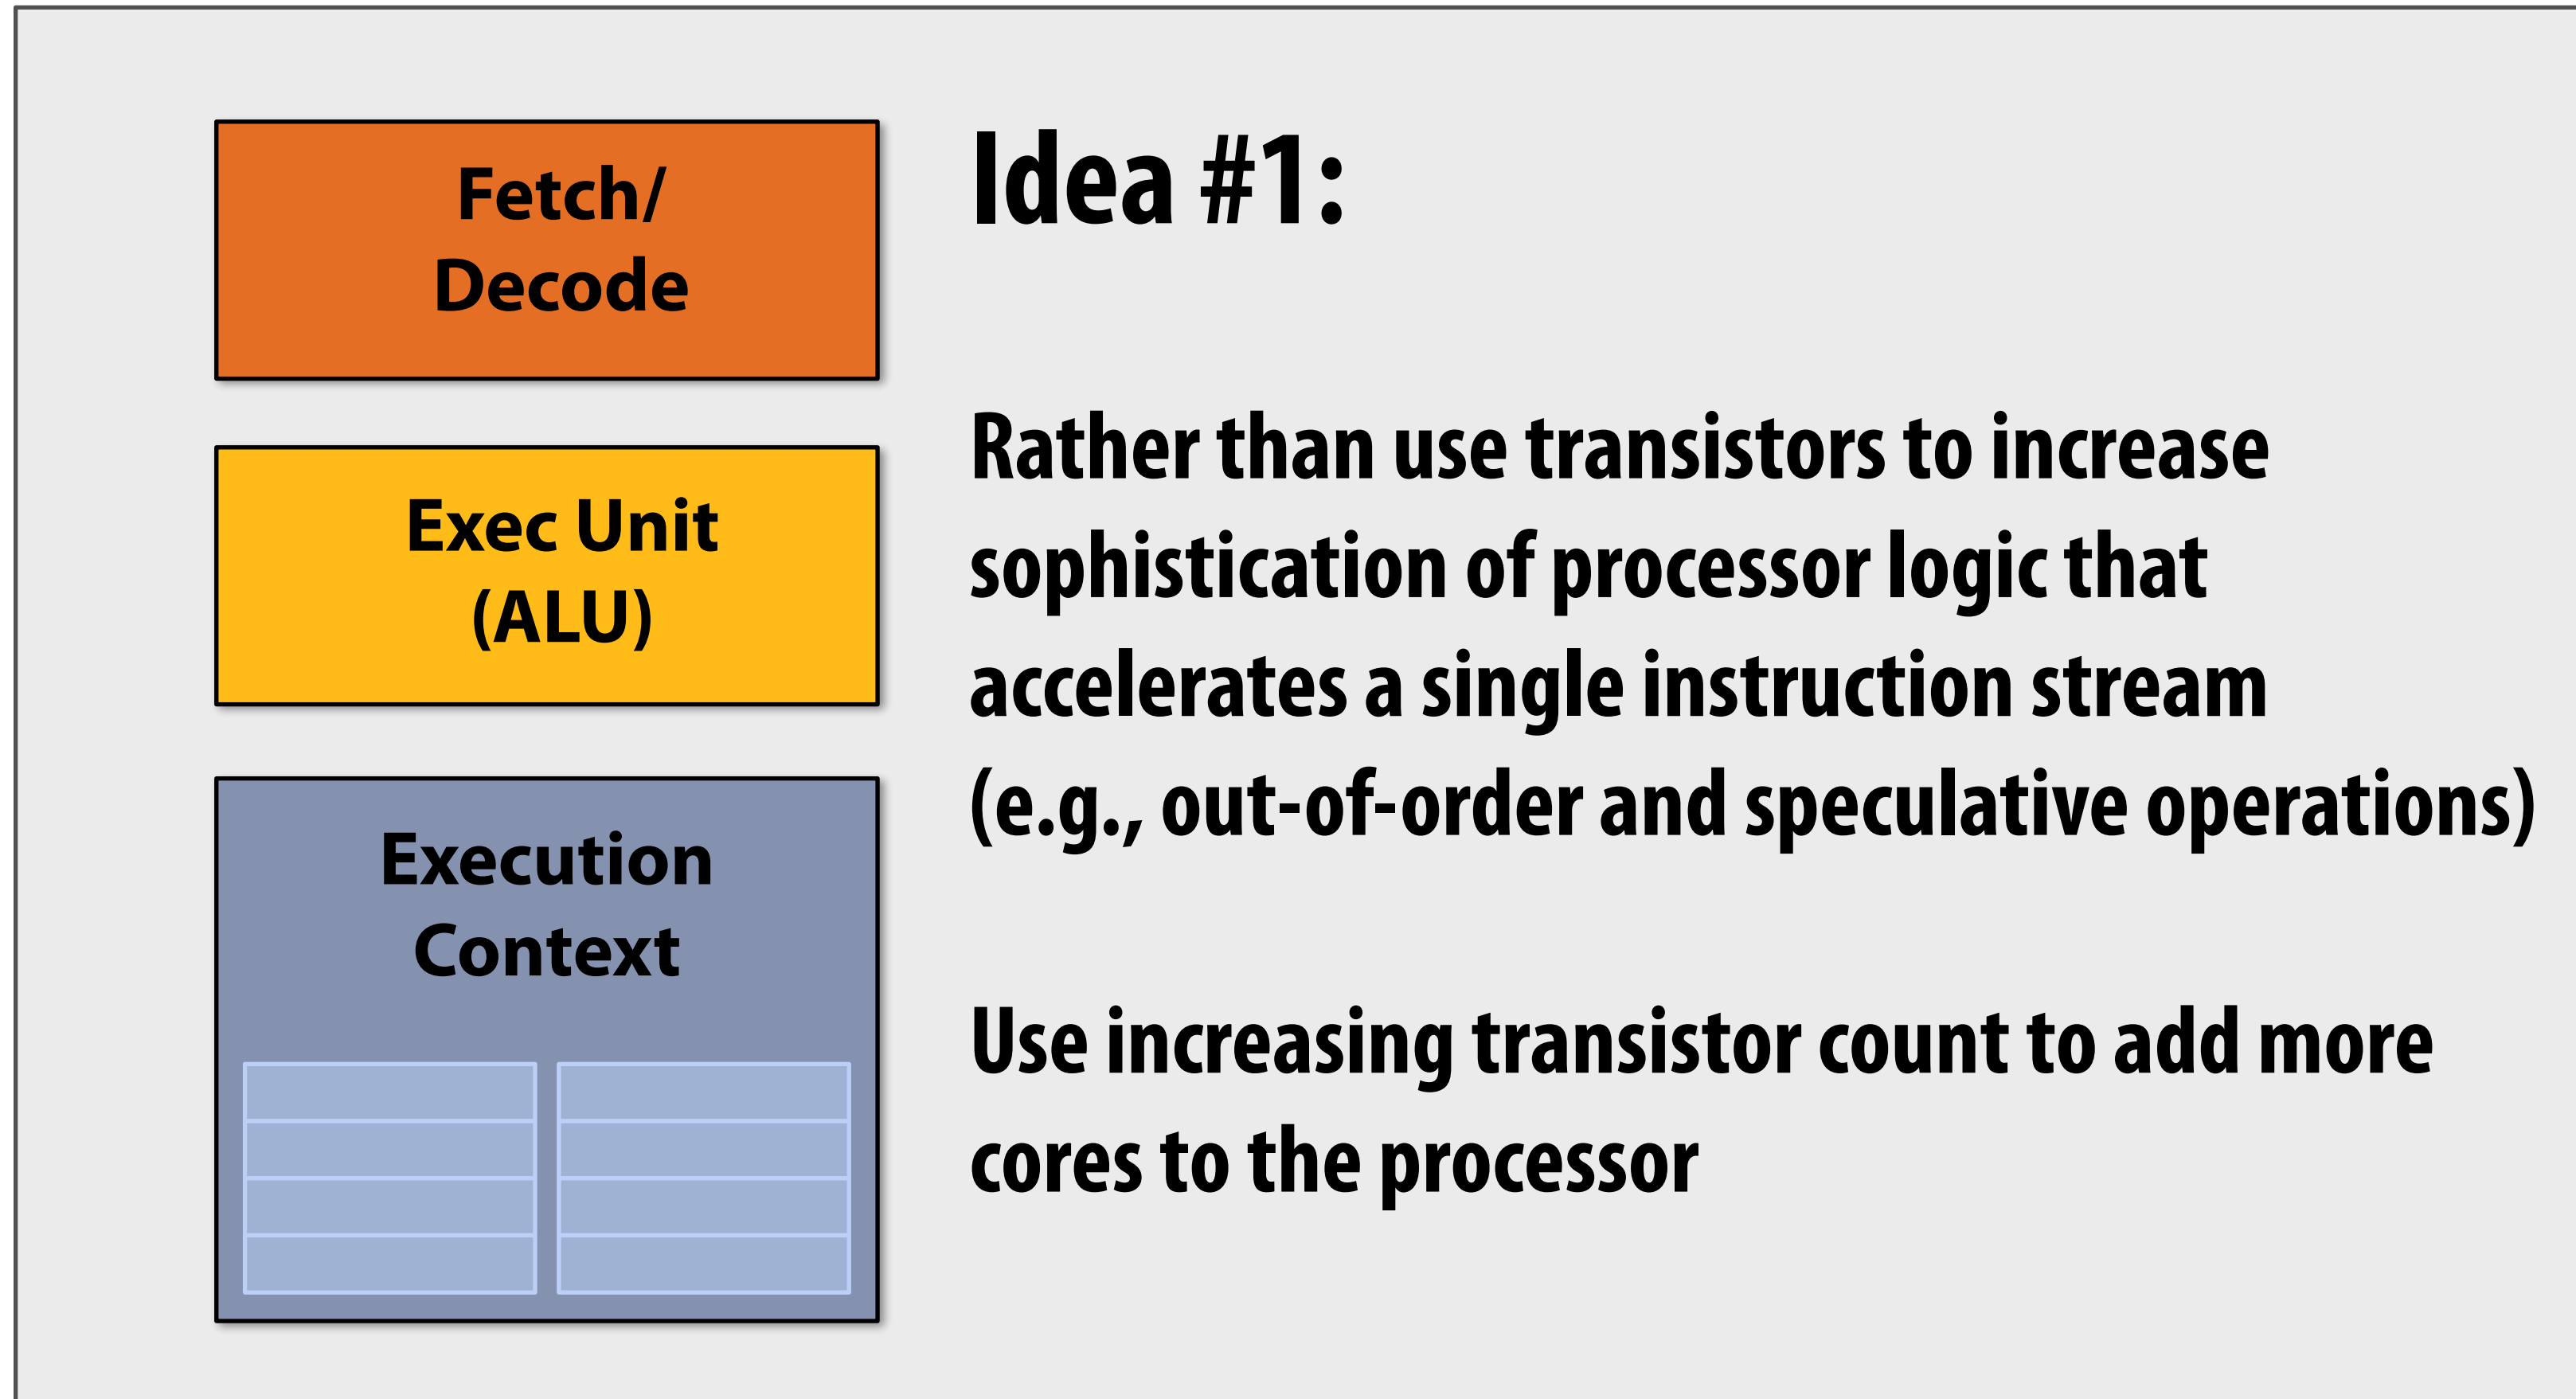 Fetch/
Decode
Exec Unit
(ALU)
Execution
Context
Idea #1:
Rather than use transistors to increase
sophistication of processor logic that
accelerates a single instruction stream
(e.g., out-of-order and speculative operations)
Use increasing transistor count to add more
cores to the processor